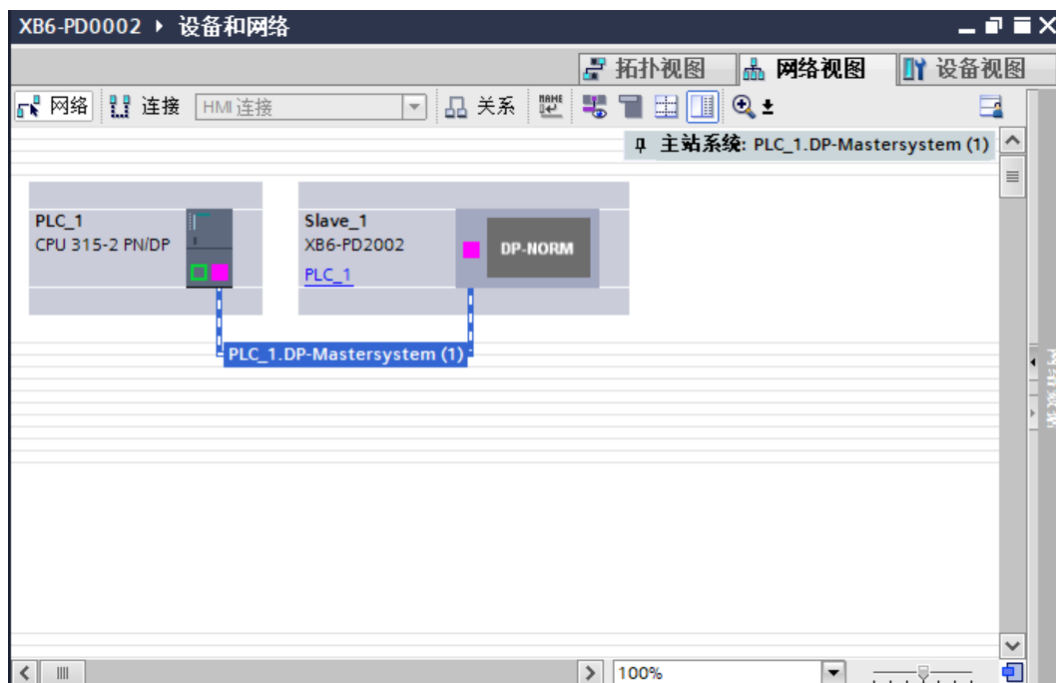 XB6-PD0002 ▸ 设备和网络
拓扑视图 网络视图 设备视图
网络 连接 HMI 连接 关系
主站系统: PLC_1.DP-Mastersystem (1)
PLC_1
CPU 315-2 PN/DP
Slave_1
XB6-PD2002
PLC_1
DP-NORM
PLC_1.DP-Mastersystem (1)
100%